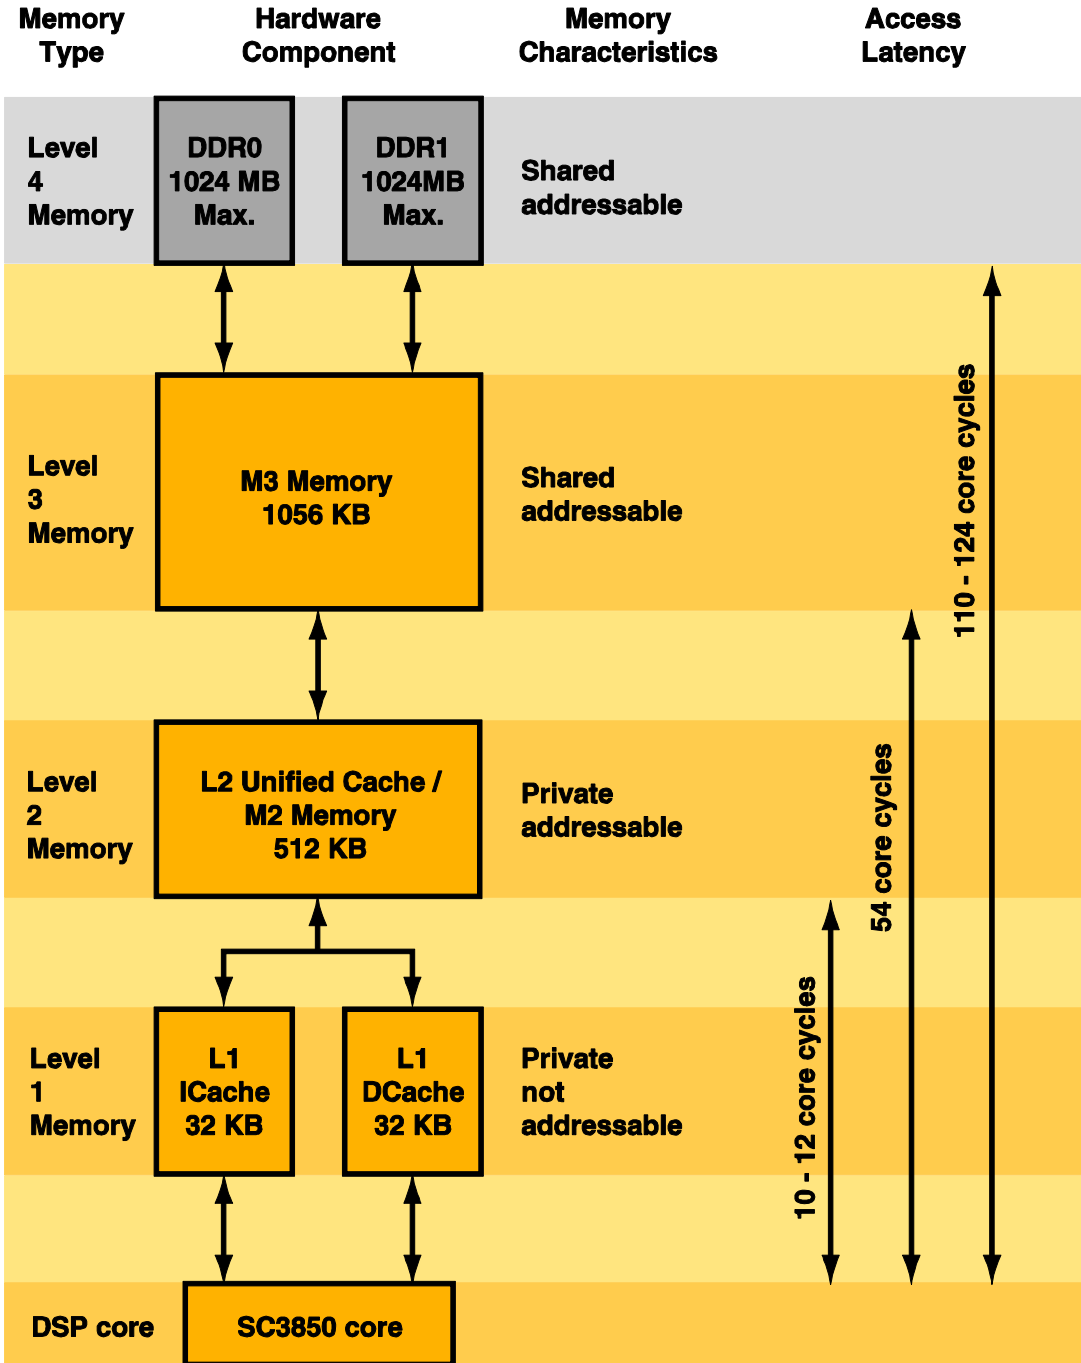 Memory Type
Hardware Component
Memory Characteristics
Access Latency
Level
4
Memory
DDR0
1024 MB
Max.
DDR1
1024MB
Max.
Shared
addressable
110 - 124 core cycles
Level
3
Memory
M3 Memory
1056 KB
Shared
addressable
54 core cycles
Level
2
Memory
L2 Unified Cache /
M2 Memory
512 KB
Private
addressable
10 - 12 core cycles
Level
1
Memory
L1
ICache
32 KB
L1
DCache
32 KB
Private
not
addressable
DSP core
SC3850 core